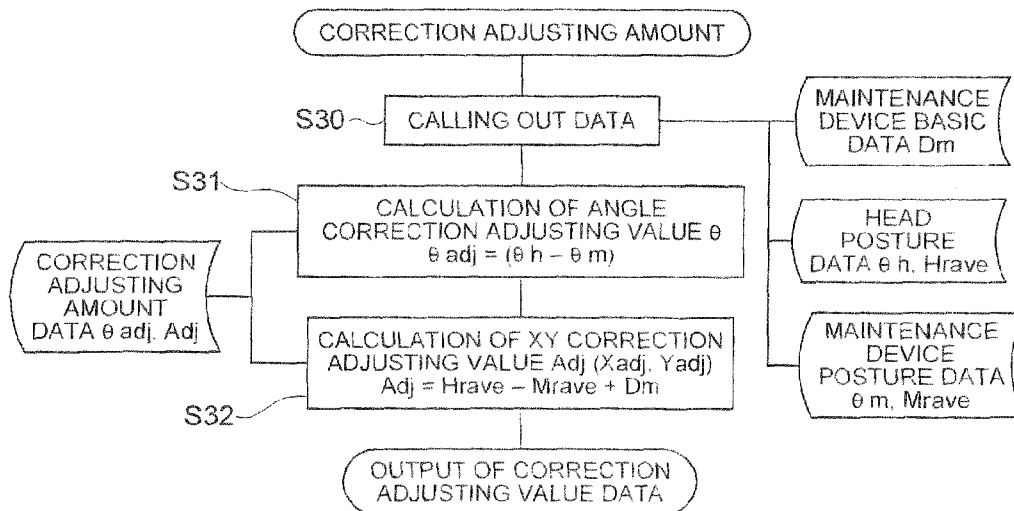 CORRECTION ADJUSTING AMOUNT
S30
CALLING OUT DATA
MAINTENANCE
DEVICE BASIC
DATA Dm
S31
CALCULATION OF ANGLE
CORRECTION ADJUSTING VALUE θ
θ adj = (θ h – θ m)
HEAD
POSTURE
DATA θ h, Hrave
CORRECTION
ADJUSTING
AMOUNT
DATA θ adj, Adj
CALCULATION OF XY CORRECTION
ADJUSTING VALUE Adj (Xadj, Yadj)
Adj = Hrave – Mrave + Dm
S32
MAINTENANCE
DEVICE
POSTURE DATA
θ m, Mrave
OUTPUT OF CORRECTION
ADJUSTING VALUE DATA